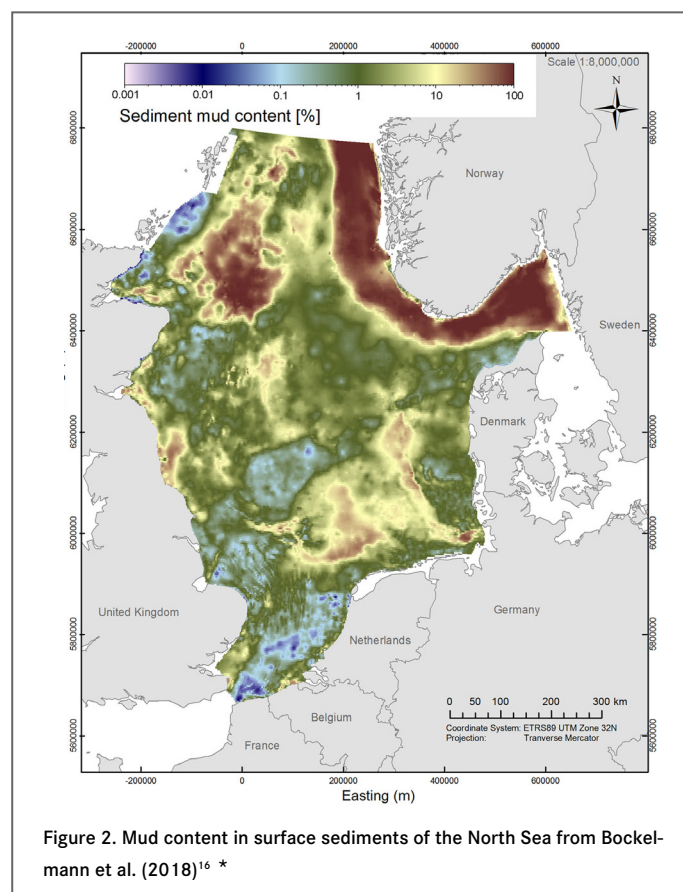 -200000 0 200000 400000 600000
Scale 1:8,000,000
0.001 0.01 0.1 1 10 100
Sediment mud content [%]
N
6800000 6800000
Norway
6600000 6600000
Sweden
6400000 6400000
Denmark
6200000 6200000
6000000 6000000
United Kingdom
Germany
Netherlands
5800000 5800000
Belgium
0 50 100 200 300 km
Coordinate System: ETRS89 UTM Zone 32N
Projection: Tranverse Mercator
France
5600000 5600000
-200000 0 200000 400000 600000
Easting (m)
Figure 2. Mud content in surface sediments of the North Sea from Bockel-
mann et al. (2018)16 *